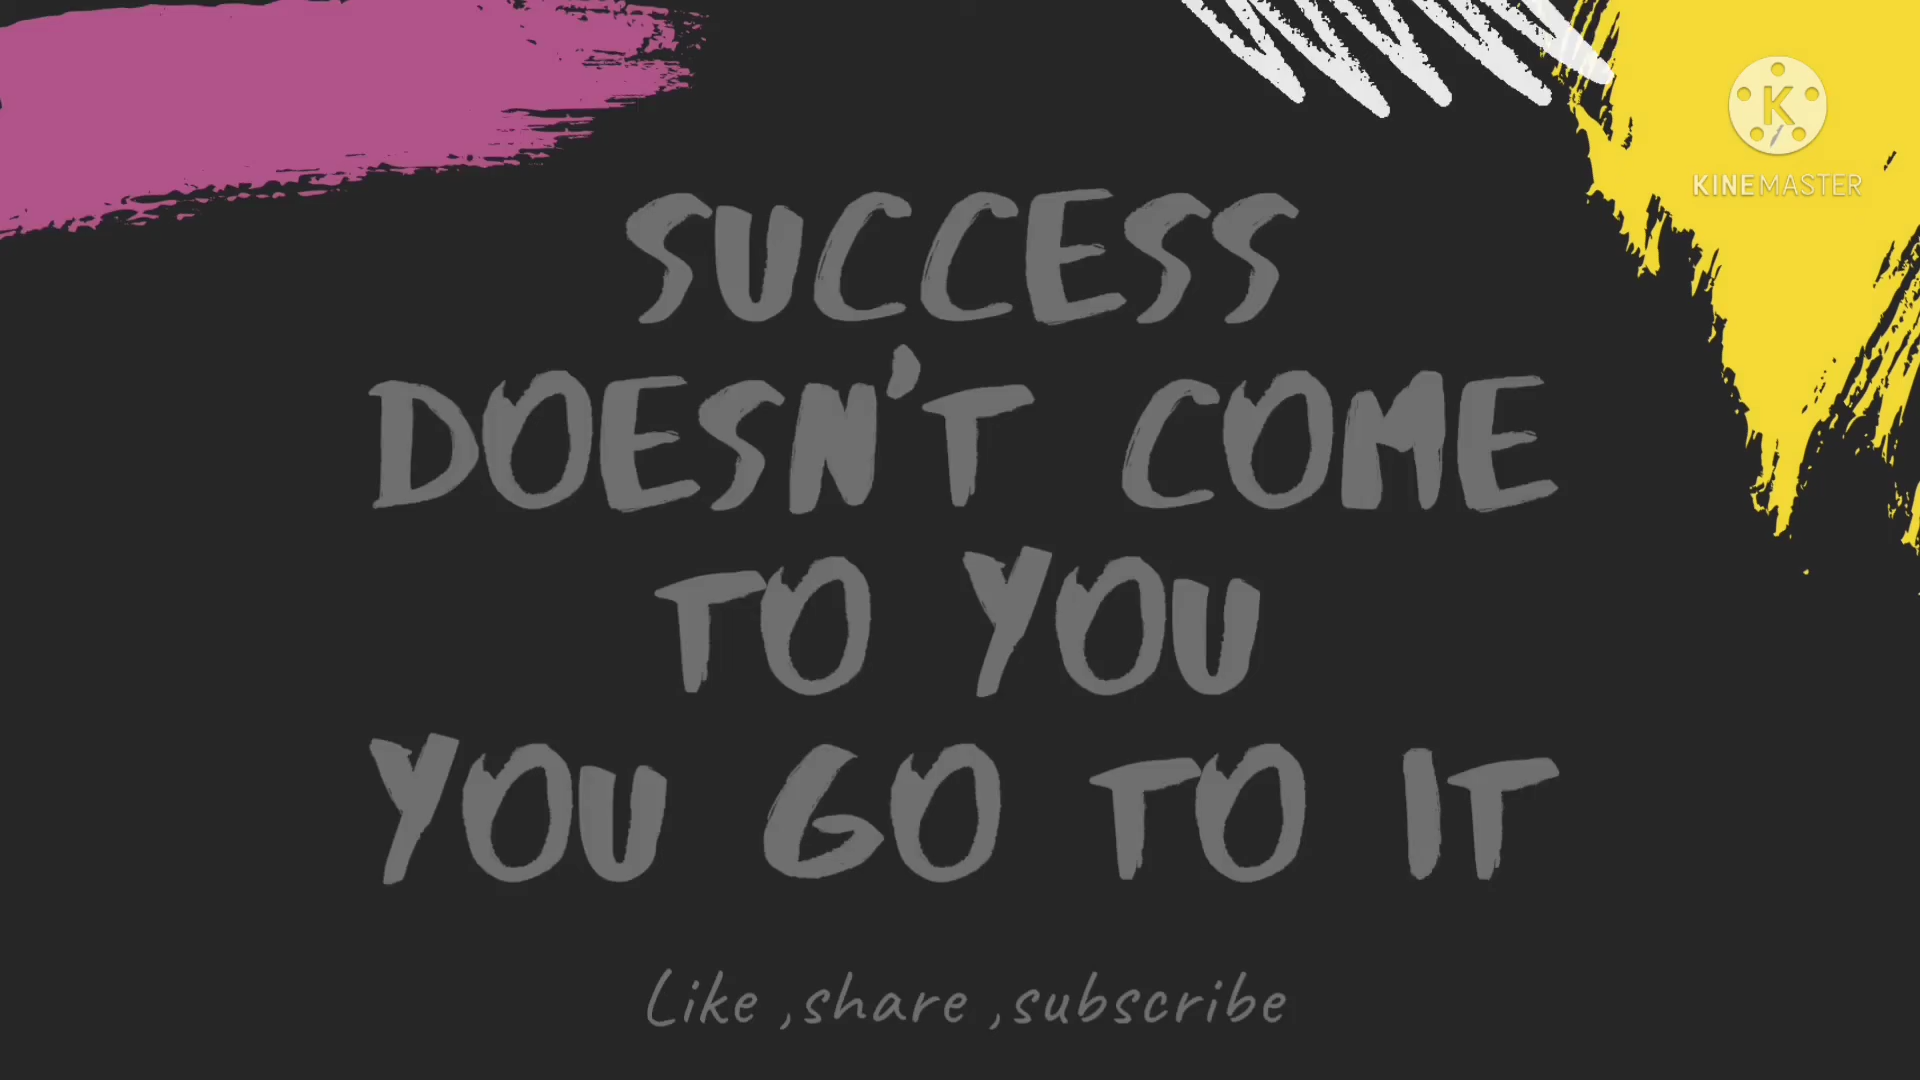 KINEMASTER
SUCCESS
DOESN'T COME
TO YOU
YOU GO TO IT
Like ,share ,subscribe